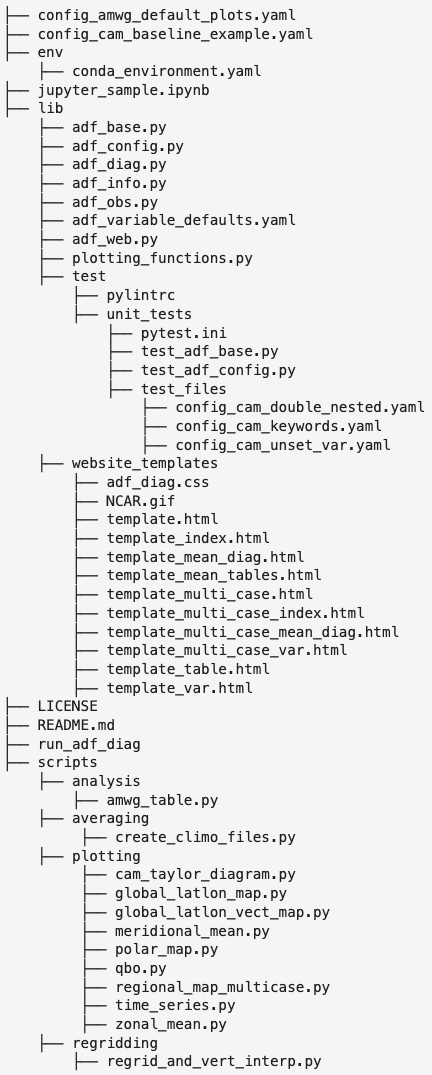 ├── config_amwg_default_plots.yaml
├── config_cam_baseline_example.yaml
├── env
    ├── conda_environment.yaml
├── jupyter_sample.ipynb
├── lib
    ├── adf_base.py
    ├── adf_config.py
    ├── adf_diag.py
    ├── adf_info.py
    ├── adf_obs.py
    ├── adf_variable_defaults.yaml
    ├── adf_web.py
    ├── plotting_functions.py
    ├── test
        ├── pylintrc
        ├── unit_tests
            ├── pytest.ini
            ├── test_adf_base.py
            ├── test_adf_config.py
            ├── test_files
                ├── config_cam_double_nested.yaml
                ├── config_cam_keywords.yaml
                ├── config_cam_unset_var.yaml
    ├── website_templates
        ├── adf_diag.css
        ├── NCAR.gif
        ├── template.html
        ├── template_index.html
        ├── template_mean_diag.html
        ├── template_mean_tables.html
        ├── template_multi_case.html
        ├── template_multi_case_index.html
        ├── template_multi_case_mean_diag.html
        ├── template_multi_case_var.html
        ├── template_table.html
        ├── template_var.html
├── LICENSE
├── README.md
├── run_adf_diag
├── scripts
    ├── analysis
        ├── amwg_table.py
    ├── averaging
         ├── create_climo_files.py
    ├── plotting
         ├── cam_taylor_diagram.py
         ├── global_latlon_map.py
         ├── global_latlon_vect_map.py
         ├── meridional_mean.py
         ├── polar_map.py
         ├── qbo.py
         ├── regional_map_multicase.py
         ├── time_series.py
         ├── zonal_mean.py
    ├── regridding
        ├── regrid_and_vert_interp.py